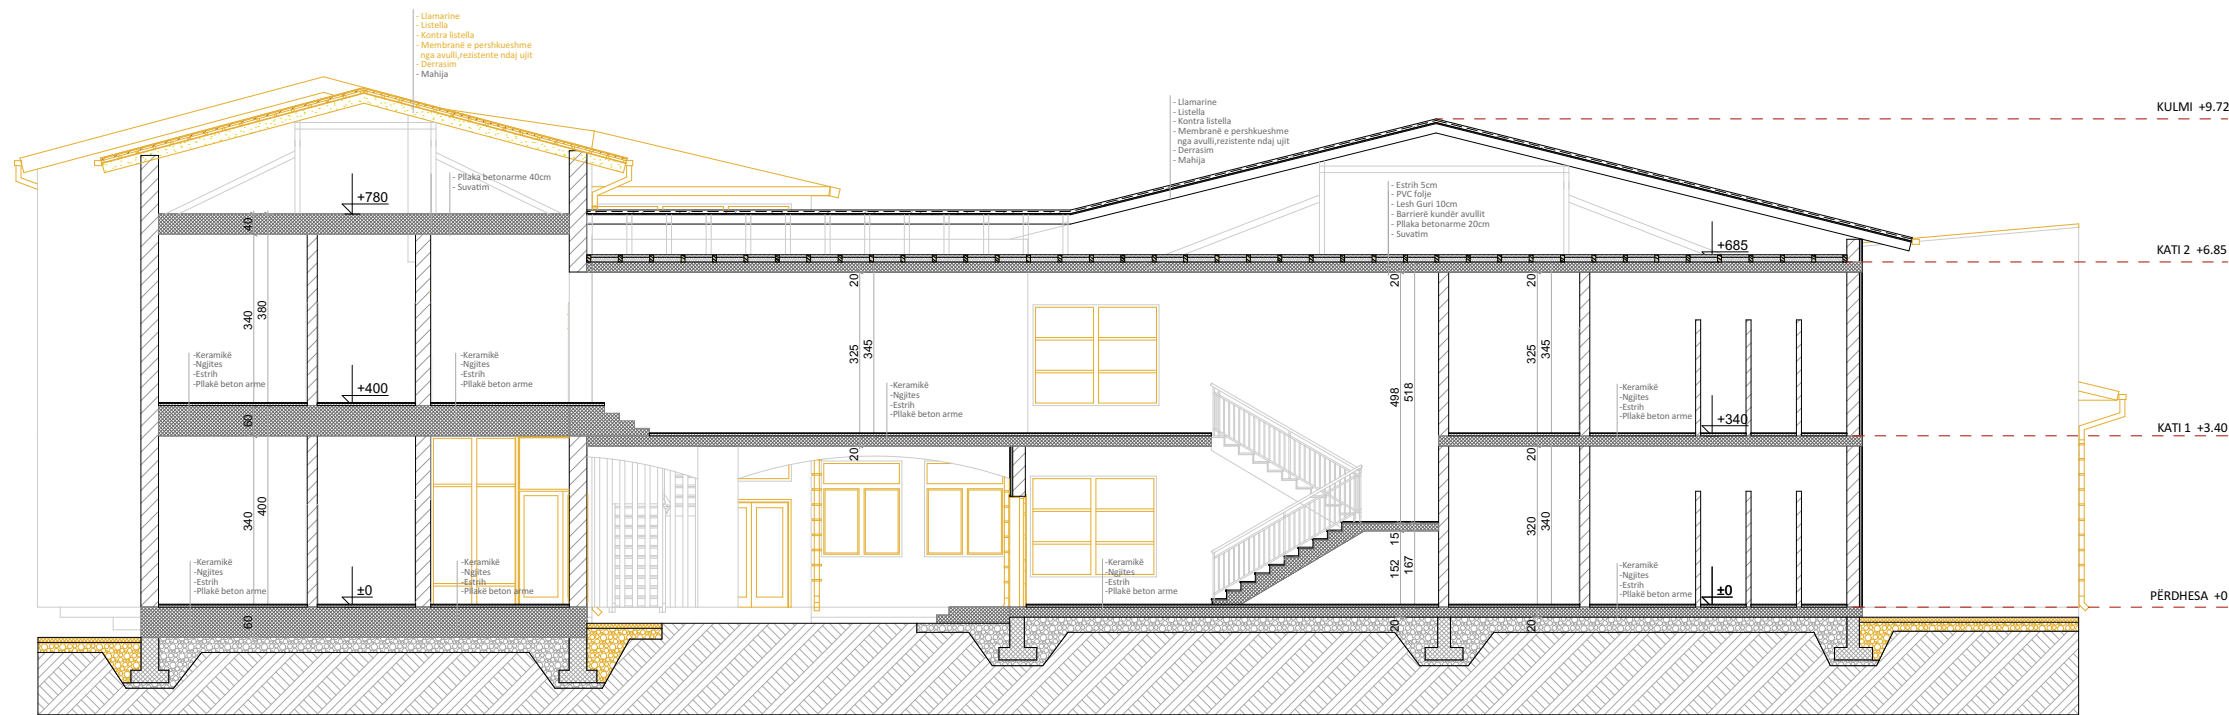 - Llamarine
- Listella
- Kontra listella
- Membranë e pershkueshme
nga avulli,rezistente ndaj ujit
- Derrasim
- Mahija
- Llamarine
- Listella
- Kontra listella
- Membranë e pershkueshme
nga avulli,rezistente ndaj ujit
- Derrasim
- Mahija
KULMI +9.72
- Pllaka betonarme 40cm
- Suvatim
- Estrih 5cm
- PVC folje
- Lesh Guri 10cm
- Barrierë kundër avullit
- Pllaka betonarme 20cm
- Suvatim
+780
40
+685
KATI 2 +6.85
20
20
20
340
380
325
345
498
518
325
345
-Keramikë
-Ngjites
-Estrih
-Pllakë beton arme
+400
-Keramikë
-Ngjites
-Estrih
-Pllakë beton arme
-Keramikë
-Ngjites
-Estrih
-Pllakë beton arme
-Keramikë
-Ngjites
-Estrih
-Pllakë beton arme
+340
KATI 1 +3.40
60
20
20
340
400
15
152
167
320
340
-Keramikë
-Ngjites
-Estrih
-Pllakë beton arme
±0
-Keramikë
-Ngjites
-Estrih
-Pllakë beton arme
-Keramikë
-Ngjites
-Estrih
-Pllakë beton arme
-Keramikë
-Ngjites
-Estrih
-Pllakë beton arme
±0
PËRDHESA +0
60
20
20